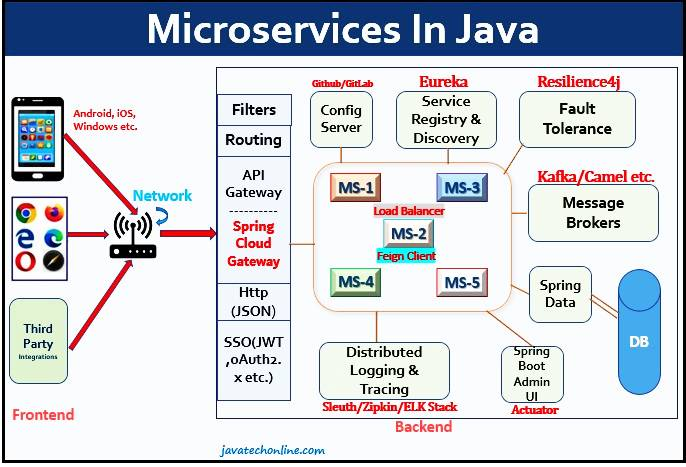 Microservices In Java
Android, iOS,
Windows etc.
Network
Third
Party
Integrations
Frontend
Filters
Routing
API
Gateway
Spring
Cloud
Gateway
Http
(JSON)
SSO(JWT
,oAuth2.
x etc.)
Github/GitLab
Config
Server
Eureka
Service
Registry &
Discovery
Resilience4j
Fault
Tolerance
Kafka/Camel etc.
Message
Brokers
MS-1
MS-3
Load Balancer
MS-2
Feign Client
MS-4
MS-5
Spring
Data
DB
Distributed
Logging &
Tracing
Sleuth/Zipkin/ELK Stack
Spring
Boot
Admin
UI
Actuator
Backend
javatechonline.com